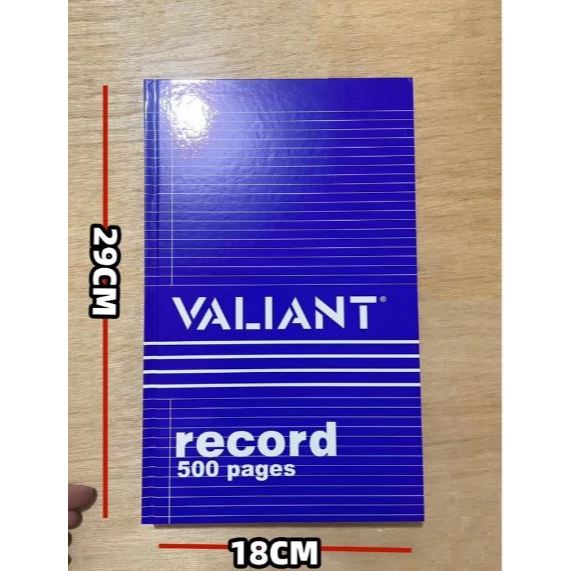 29CM
VALIANT®
record
500 pages
18CM